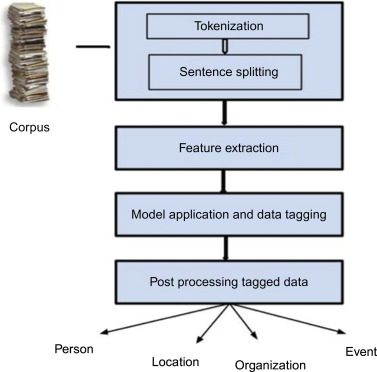 Tokenization
Sentence splitting
Corpus
Feature extraction
Model application and data tagging
Post processing tagged data
Person
Location
Organization
Event